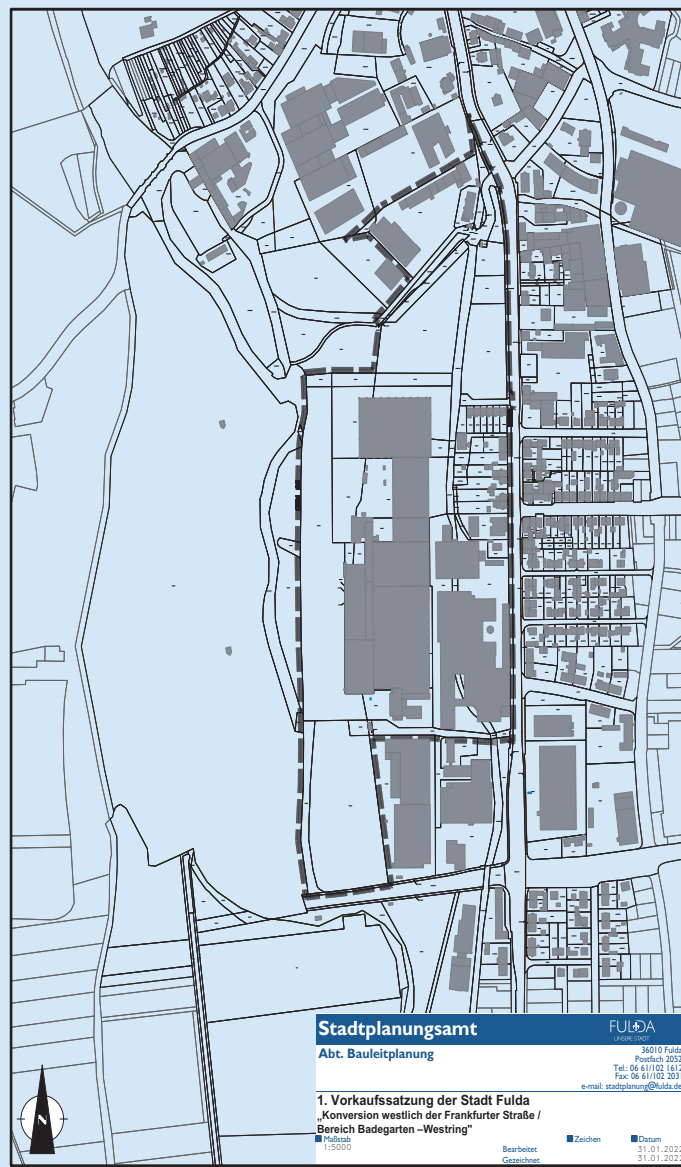 Stadtplanungsamt
FULDA
UNSERE STADT
Abt. Bauleitplanung
36010 Fulda
Postfach 2052
Tel.: 06 61/102 1612
Fax: 06 61/102 2031
e-mail: stadtplanung@fulda.de
1. Vorkaufssatzung der Stadt Fulda
„Konversion westlich der Frankfurter Straße /
Bereich Badegarten –Westring"
Maßstab
1:5000
Zeichen
Datum
Bearbeitet 31.01.2022
Gezeichnet 31.01.2022
N